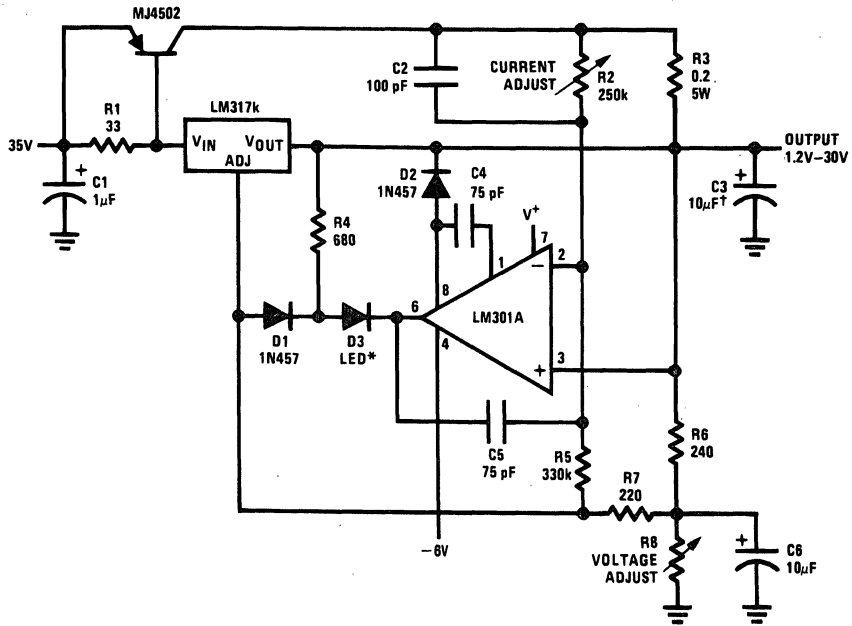 MJ4502
C2
100 pF
CURRENT
ADJUST
R2
250k
R3
0.2
5W
R1
33
LM317k
35V
VIN
VOUT
ADJ
OUTPUT
1.2V–30V
C1
1μF
+
R4
680
D2
1N457
C4
75 pF
V+
7
+
C3
10μF†
1
2
−
8
6
LM301A
4
3
+
D1
1N457
D3
LED*
C5
75 pF
R5
330k
R6
240
R7
220
−6V
R8
VOLTAGE
ADJUST
+
C6
10μF